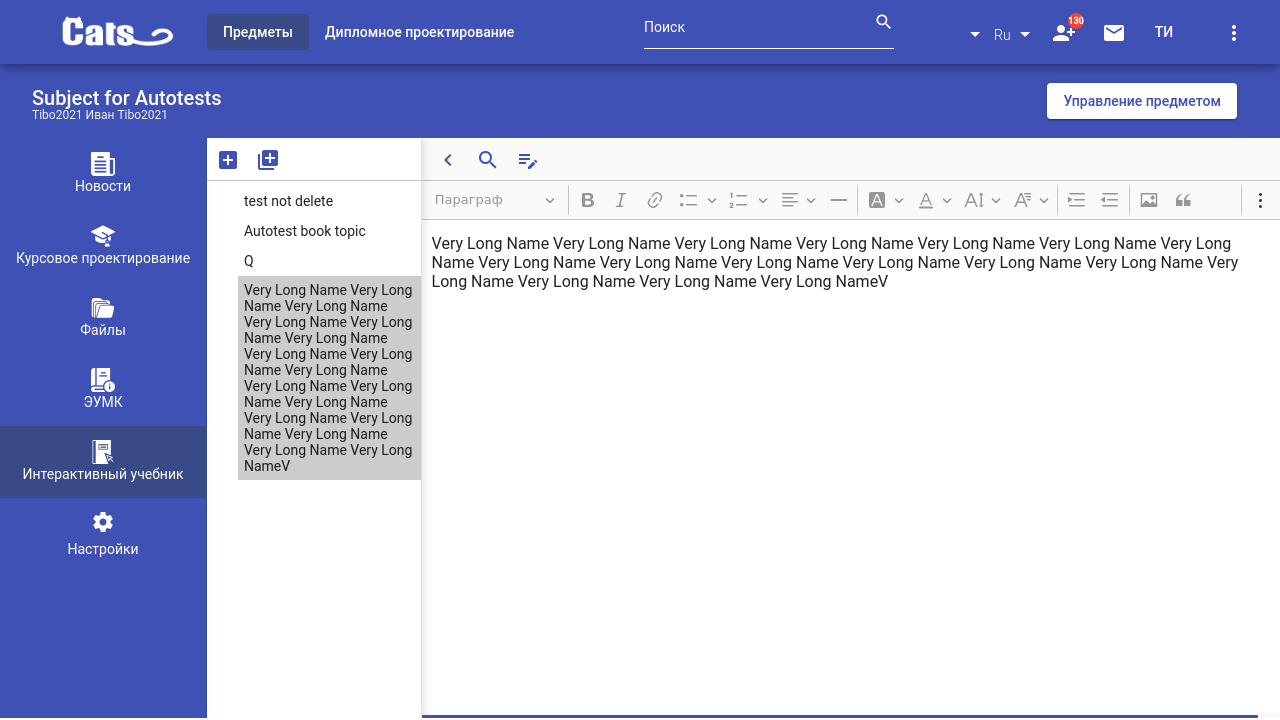 Cats
Предметы
Дипломное проектирование
Поиск
Ru
130
ТИ
Subject for Autotests
Tibo2021 Иван Tibo2021
Управление предметом
Новости
Курсовое проектирование
Файлы
ЭУМК
Интерактивный учебник
Настройки
test not delete
Autotest book topic
Q
Very Long Name Very Long
Name Very Long Name
Very Long Name Very Long
Name Very Long Name
Very Long Name Very Long
Name Very Long Name
Very Long Name Very Long
Name Very Long Name
Very Long Name Very Long
Name Very Long Name
Very Long Name Very Long
NameV
Параграф
Very Long Name Very Long Name Very Long Name Very Long Name Very Long Name Very Long Name Very Long
Name Very Long Name Very Long Name Very Long Name Very Long Name Very Long Name Very Long Name Very
Long Name Very Long Name Very Long Name Very Long NameV